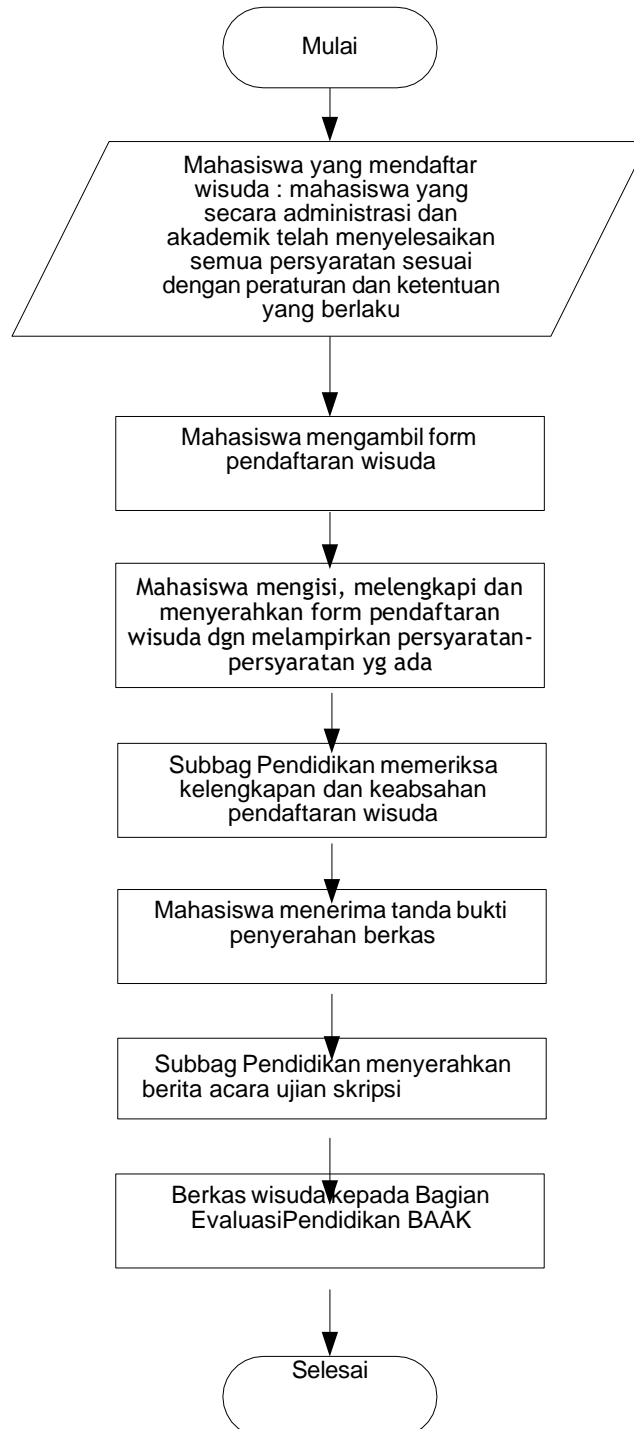 Mulai
Mahasiswa yang mendaftar
wisuda : mahasiswa yang
secara administrasi dan
akademik telah menyelesaikan
semua persyaratan sesuai
dengan peraturan dan ketentuan
yang berlaku
Mahasiswa mengambil form
pendaftaran wisuda
Mahasiswa mengisi, melengkapi dan
menyerahkan form pendaftaran
wisuda dgn melampirkan persyaratan-
persyaratan yg ada
Subbag Pendidikan memeriksa
kelengkapan dan keabsahan
pendaftaran wisuda
Mahasiswa menerima tanda bukti
penyerahan berkas
Subbag Pendidikan menyerahkan
berita acara ujian skripsi
Berkas wisuda kepada Bagian
EvaluasiPendidikan BAAK
Selesai